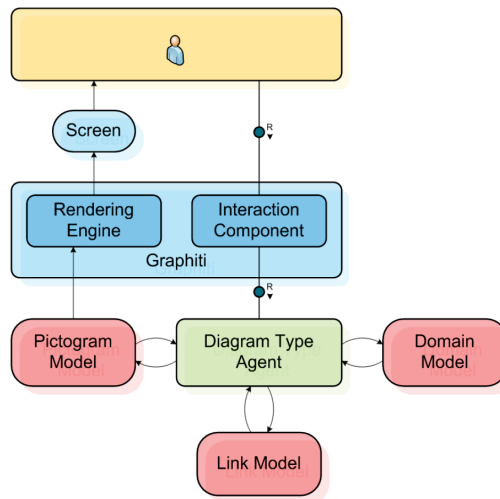 R
Screen
Rendering
Engine
Interaction
Component
Graphiti
R
Pictogram
Model
Diagram Type
Agent
Domain
Model
Link Model